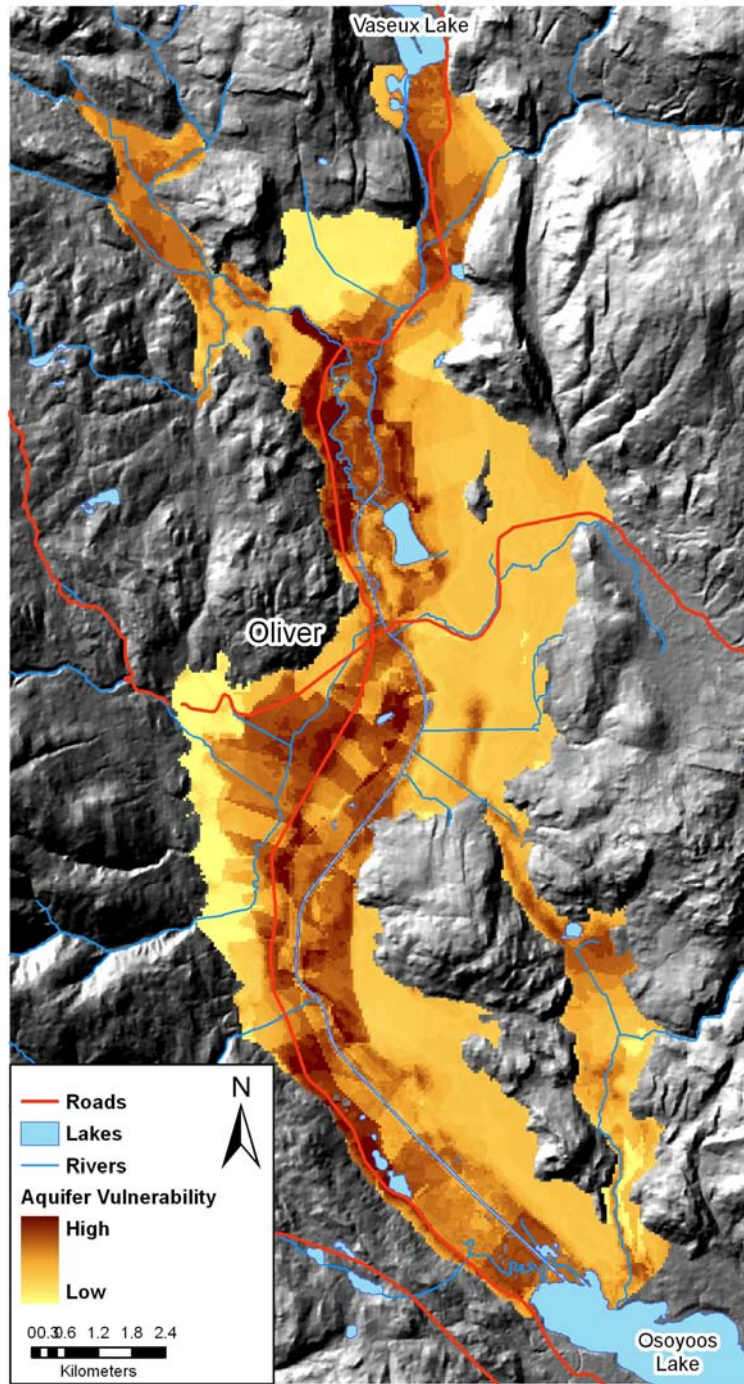 Vaseux Lake
Oliver
Roads
Lakes
Rivers
Aquifer Vulnerability
High
Low
N
00.30.6 1.2 1.8 2.4
Kilometers
Osoyoos
Lake